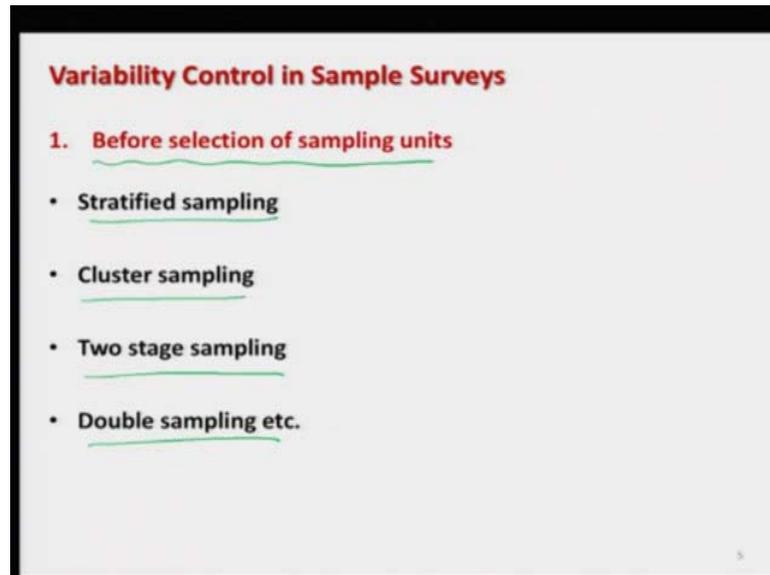 Variability Control in Sample Surveys
1. Before selection of sampling units
• Stratified sampling
• Cluster sampling
• Two stage sampling
• Double sampling etc.
5